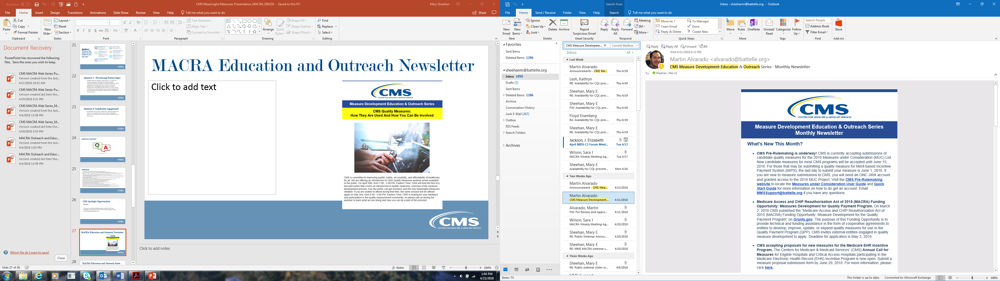 AutoSave Off
CMS Meaningful Measures Presentation_MACRA_050218 - Saved to this PC
Mary Sheehan
File Home Insert Design Transitions Animations Slide Show Review View Help Tell me what you want to do
Share
Paste
Cut
Copy
Format Painter
Clipboard
New Slide
Layout
Reset
Section
Slides
Font
Text Direction
Align Text
Convert to SmartArt
Paragraph
Arrange
Quick Styles
Shape Fill
Shape Outline
Shape Effects
Drawing
Find
Replace
Select
Editing
Document Recovery
PowerPoint has recovered the following
files. Save the ones you wish to keep.
CMS MACRA Web Series Pu...
Version created from the last...
4/11/2018 10:52 AM
CMS MACRA Web Series Pu...
Version created last time the...
4/19/2018 3:21 PM
CMS MACRA Web Series_M...
Version created from the last...
4/4/2018 12:58 PM
CMS MACRA Web Series_M...
Version created last time the...
4/19/2018 3:53 PM
MACRA Outreach and Educ...
Version created from the last...
4/4/2018 1:02 PM
MACRA Outreach and Educ...
Version created last time the...
4/4/2018 12:39 PM
Which file do I want to save?
Close
21
22
Question 2: Prioritizing Patient Input
23
Question 3: Stakeholder engagement?
24
Additional Questions?
Q A
25
References
26
CMS Spotlight Opportunities
27
MACRA Education and Outreach Newsletter
28
MACRA Education and Outreach Series
MACRA Education and Outreach Newsletter
Click to add text
CMS
CENTERS FOR MEDICARE & MEDICAID SERVICES
Measure Development Education & Outreach Series
CMS Quality Measures:
How They Are Used And How You Can Be Involved
CMS is committed to improving quality, safety, accessibility, and affordability of healthcare
for all. We are offering an Introduction to CMS Quality Measures webinar series available
to the public. On April 26th, from 1:00 - 2:00 PM, Eastern Time, CMS will host the first of a
two-part series that covers an introduction to quality measures, overview of the measure
development process, how the public can get involved, and the new Meaningful Measures
initiative. If you are unable to attend during that time, the same session will be offered
again on May 2nd, from 4:00 - 5:00 PM, Eastern Time. CMS is looking for your feedback
and participation in the quality measurement community, so please join us during the
webinar to learn what we are doing and how you can be a part of the process!
CMS
CENTERS FOR MEDICARE & MEDICAID SERVICES
Click to add notes
Slide 27 of 36
Notes
104%
1:04 PM
4/23/2018
Search Tools
Inbox - sheehanm@battelle.org - Outlook
File Home Send / Receive Folder View Help Search Tell me what you want to do
New Email
New Items
New
Ignore
Clean Up
Junk
Delete
Archive
Delete
Report Suspicious Email
Email Security
Reply
Reply All
Forward
Meeting
IM
More
Respond
Move to: ?
Team Email
Reply & Delete
To Manager
Done
Create New
Quick Steps
Move
Rules
OneNote
Move
Unread/ Read
Categorize
Follow Up
Tags
Search People
Address Book
Filter Email
Find
Store
Add-ins
Favorites
Sent Items
Deleted Items 1286
sheehanm@battelle.org
Inbox 1890
Drafts [7]
Sent Items
Deleted Items 1286
Archive
Conversation History
Junk E-Mail [267]
Outbox
RSS Feeds
Search Folders
Archives
CMS Measure Developme...
Current Mailbox
Inbox All
Last Week
Martin Alvarado
Announcements - CMS Me... Thu 4/19
Lesh, Kathryn
RE: Availability for CQL pres... Thu 4/19
Sheehan, Mary E
RE: Availability for CQL pres... Thu 4/19
Sheehan, Mary E
FW: Availability for CQL pre... Thu 4/19
Floyd Eisenberg
Re: Availability for CQL pres... Thu 4/19
Sheehan, Mary E
RE: Availability for CQL pres... Thu 4/19
Jackson, J. Elizabeth
April MIDS C3 Forum Meet... Tue 4/17
Wilson, Sara J
MACRA Weekly Meeting Ag... Tue 4/17
Sheehan, Mary E
Availability for CQL present... Mon 4/16
Two Weeks Ago
Martin Alvarado
Announcement - CMS Mea... 4/13/2018
Martin Alvarado
CMS Measure Development... 4/11/2018
Alvarado, Martin
FW: For Review and Appro... 4/11/2018
Wilson, Sara J
MACRA Weekly Meeting Ag... 4/10/2018
Sheehan, Mary E
RE: Public Webinar Annou... 4/10/2018
Sheehan, Mary E
RE: MMS MACRA webinar s... 4/10/2018
Three Weeks Ago
Sheehan, Mary E
RE: Public webinar slides w... 4/6/2018
Items: 75
Reply Reply All Forward IM
Wed 4/11/2018 6:22 PM
Martin Alvarado <alvarado@battelle.org>
CMS Measure Development Education & Outreach Series - Monthly Newsletter
To Sheehan, Mary E
CMS
CENTERS FOR MEDICARE & MEDICAID SERVICES
Measure Development Education & Outreach Series
Monthly Newsletter
What's New This Month?
• CMS Pre-Rulemaking is underway! CMS is currently accepting submissions of
candidate quality measures for the 2018 Measures under Consideration (MUC) List.
New candidate measures for most CMS programs will be accepted until June 15,
2018. For those that may be submitting a quality measure for Merit-based Incentive
Payment System (MIPS), the last day to submit your measure is June 1, 2018. If
you are new to measure submissions to CMS, you will need an ONC JIRA account
and granted access to the 2018 MUC Project. Visit the CMS Pre-Rulemaking
website to locate the Measures under Consideration User Guide and Quick
Start Guide for more information on how to do get an account. Email
MMSSupport@battelle.org if you have any questions.
• Medicare Access and CHIP Reauthorization Act of 2015 (MACRA) Funding
Opportunity: Measures Development for Quality Payment Program. On March
2, 2018 CMS published the “Medicare Access and CHIP Reauthorization Act of
2015 (MACRA) Funding Opportunity: Measure Development for the Quality
Payment Program” on Grants.gov. The purpose of this Funding Opportunity is to
provide technical and funding assistance in the form of cooperative agreements to
entities to develop, improve, update, or expand quality measures for use in the
Quality Payment Program (QPP). CMS invites external entities engaged in quality
measure development to apply. Deadline for application is May 2, 2018.
• CMS accepting proposals for new measures for the Medicare EHR Incentive
Program. The Centers for Medicare & Medicaid Services' (CMS) Annual Call for
Measures for Eligible Hospitals and Critical Access Hospitals participating in the
Medicare Electronic Health Record (EHR) Incentive Program is now open. Submit a
measure proposal submission form by June 29, 2018. For more information, please
click here.
This folder is up to date. Connected to: Microsoft Exchange
100%